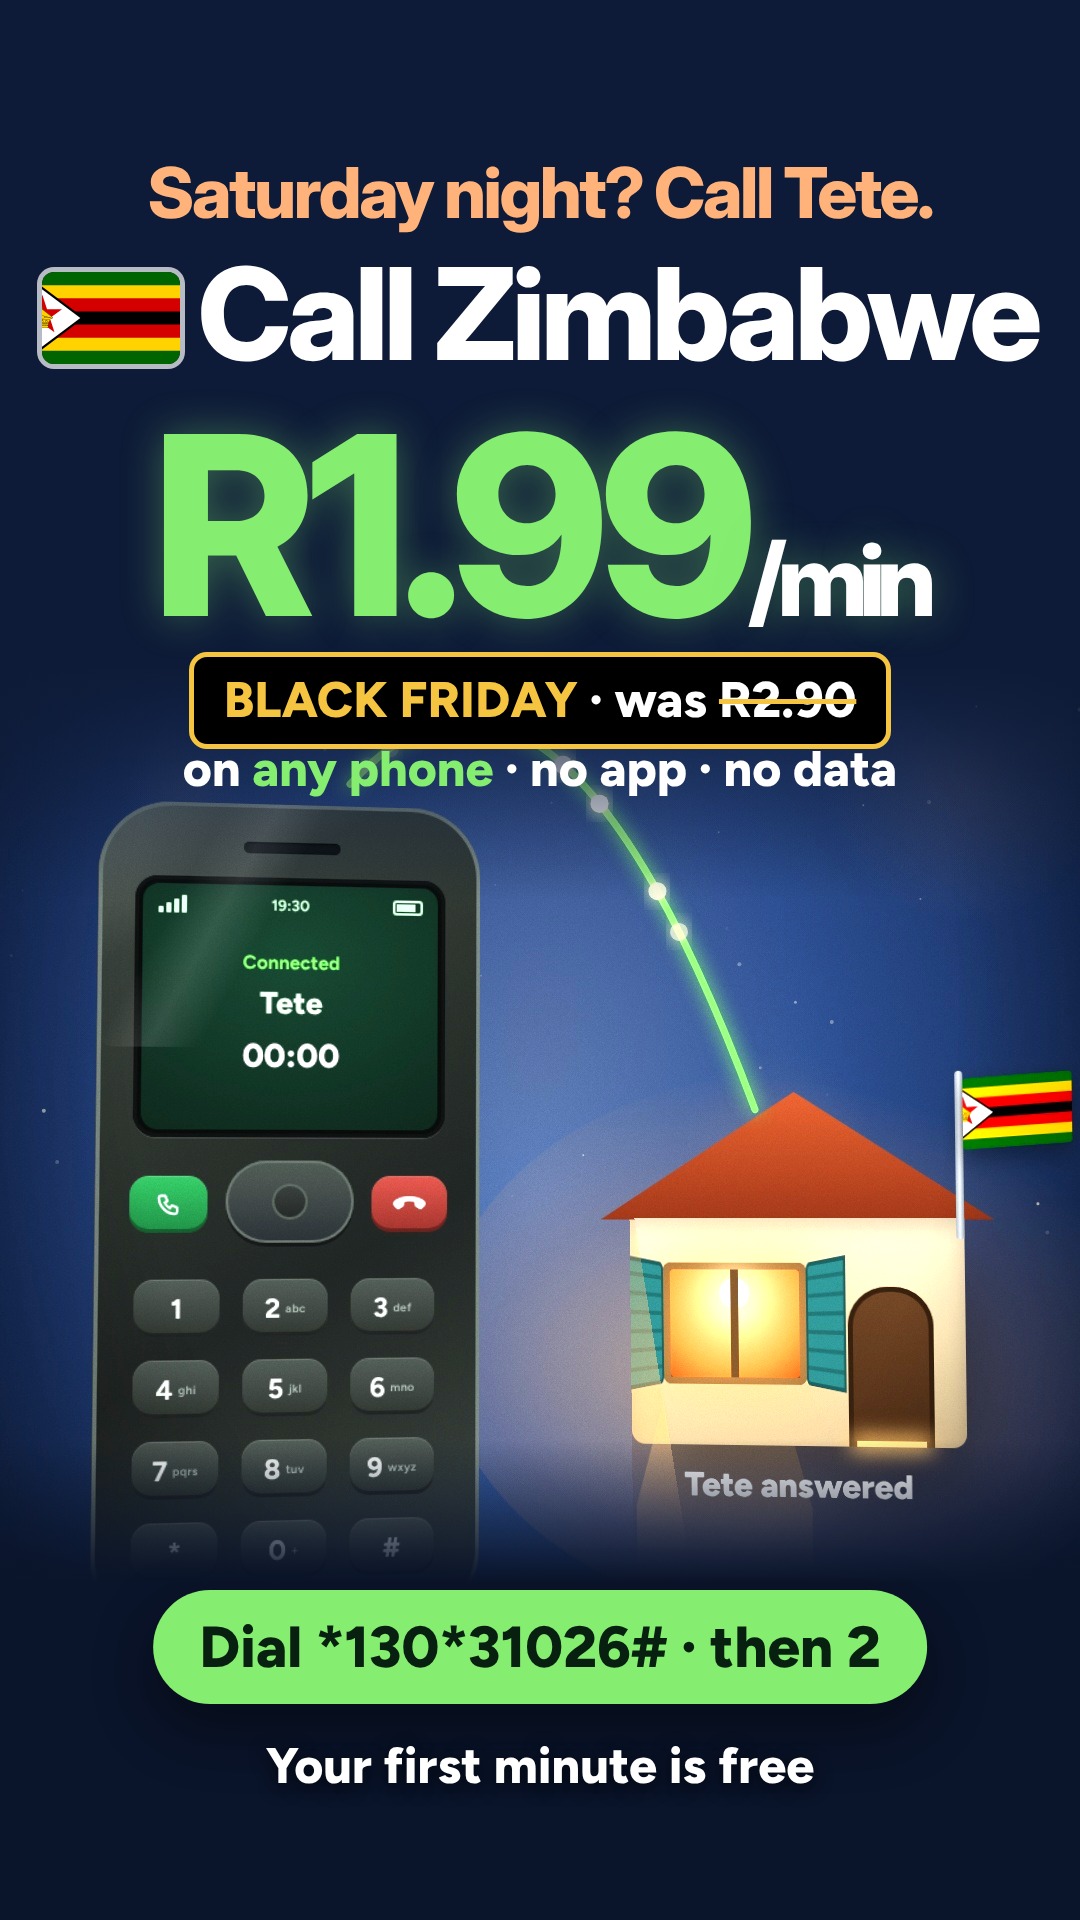 Saturday night? Call Tete.
Call Zimbabwe
R1.99/min
BLACK FRIDAY · was R2.90
on any phone · no app · no data
19:30
Connected
Tete
00:00
1 2 abc 3 def
4 ghi 5 jkl 6 mno
7 pqrs 8 tuv 9 wxyz
* 0 + #
Tete answered
Dial *130*31026# · then 2
Your first minute is free